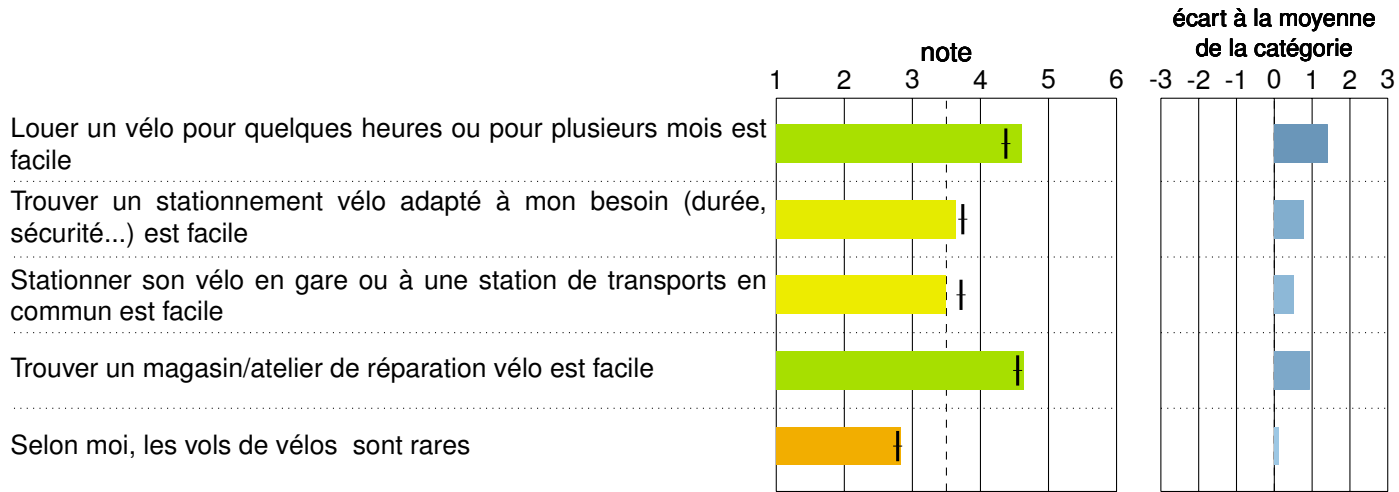 écart à la moyenne
note de la catégorie
1 2 3 4 5 6 -3 -2 -1 0 1 2 3
Louer un vélo pour quelques heures ou pour plusieurs mois est
facile
Trouver un stationnement vélo adapté à mon besoin (durée,
sécurité...) est facile
Stationner son vélo en gare ou à une station de transports en
commun est facile
Trouver un magasin/atelier de réparation vélo est facile
Selon moi, les vols de vélos  sont rares